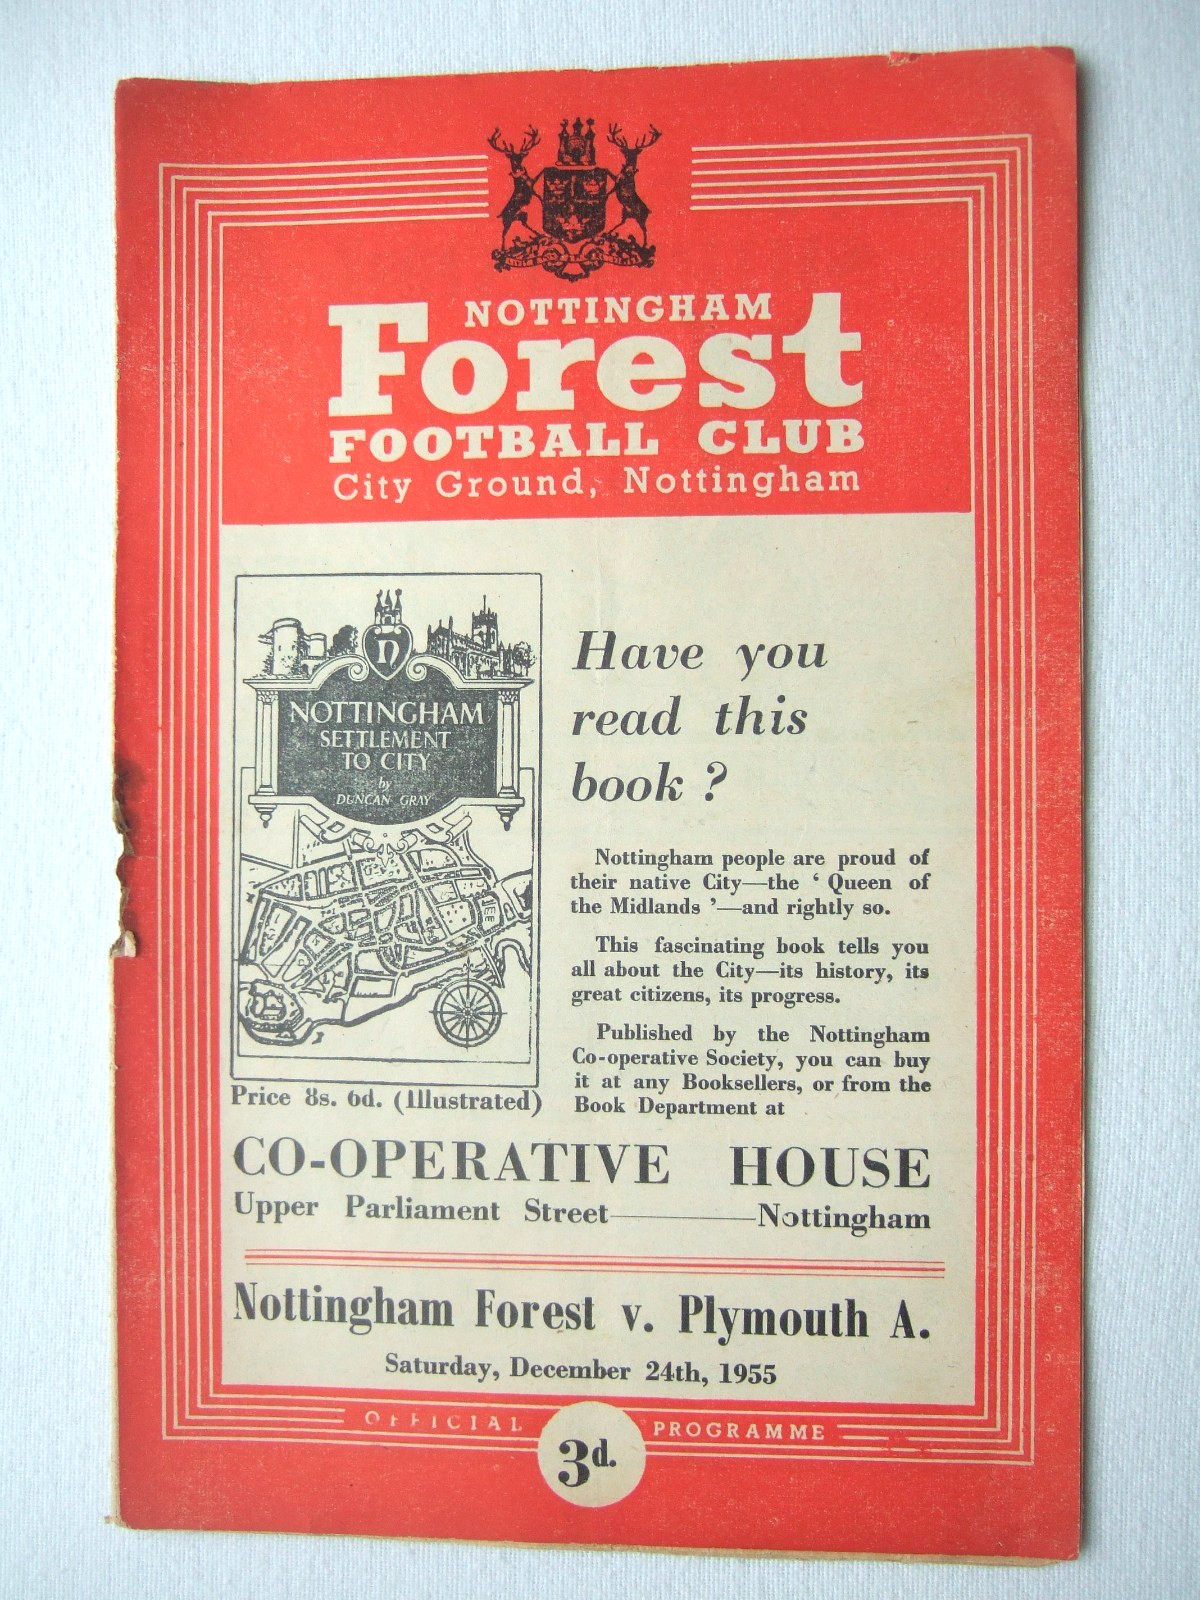 NOTTINGHAM
Forest
FOOTBALL CLUB
City Ground, Nottingham
n
NOTTINGHAM
SETTLEMENT
TO CITY
by
DUNCAN GRAY
Price 8s. 6d. (Illustrated)
Have you
read this
book ?
Nottingham people are proud of
their native City—the ‘ Queen of
the Midlands ’—and rightly so.
This fascinating book tells you
all about the City—its history, its
great citizens, its progress.
Published by the Nottingham
Co-operative Society, you can buy
it at any Booksellers, or from the
Book Department at
CO-OPERATIVE HOUSE
Upper Parliament Street———Nottingham
Nottingham Forest v. Plymouth A.
Saturday, December 24th, 1955
OFFICIAL PROGRAMME
3d.